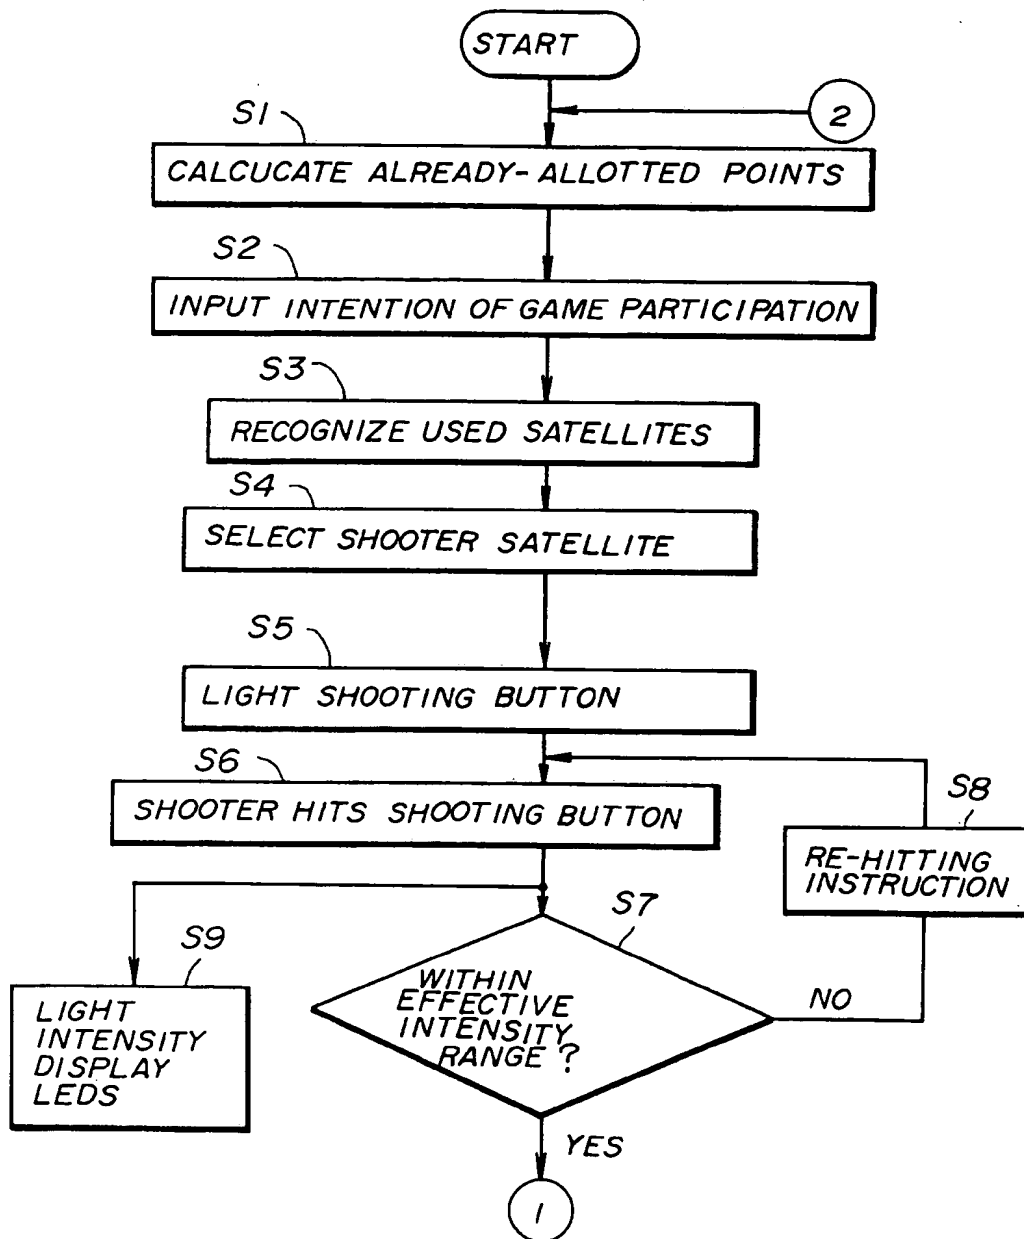 START
2
S1
CALCUCATE ALREADY-ALLOTTED POINTS
S2
INPUT INTENTION OF GAME PARTICIPATION
S3
RECOGNIZE USED SATELLITES
S4
SELECT SHOOTER SATELLITE
S5
LIGHT SHOOTING BUTTON
S6
SHOOTER HITS SHOOTING BUTTON
S8
RE-HITTING
INSTRUCTION
S7
WITHIN
EFFECTIVE
INTENSITY
RANGE?
NO
S9
LIGHT
INTENSITY
DISPLAY
LEDS
YES
1